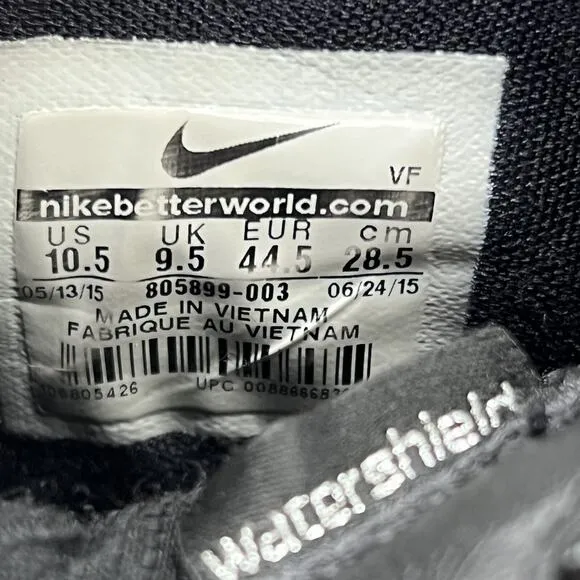 VF
nikebetterworld.com
US UK EUR cm
10.5 9.5 44.5 28.5
05/13/15 805899-003 06/24/15
MADE IN VIETNAM
FABRIQUE AU VIETNAM
UPC
Watershield